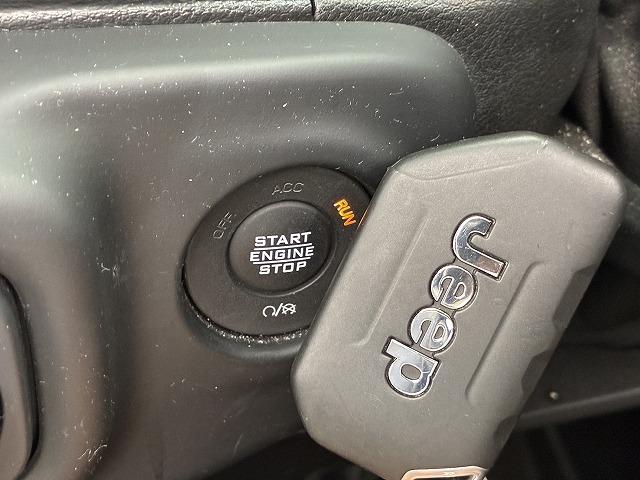 OFF
ACC
RUN
START
ENGINE
STOP
Jeep